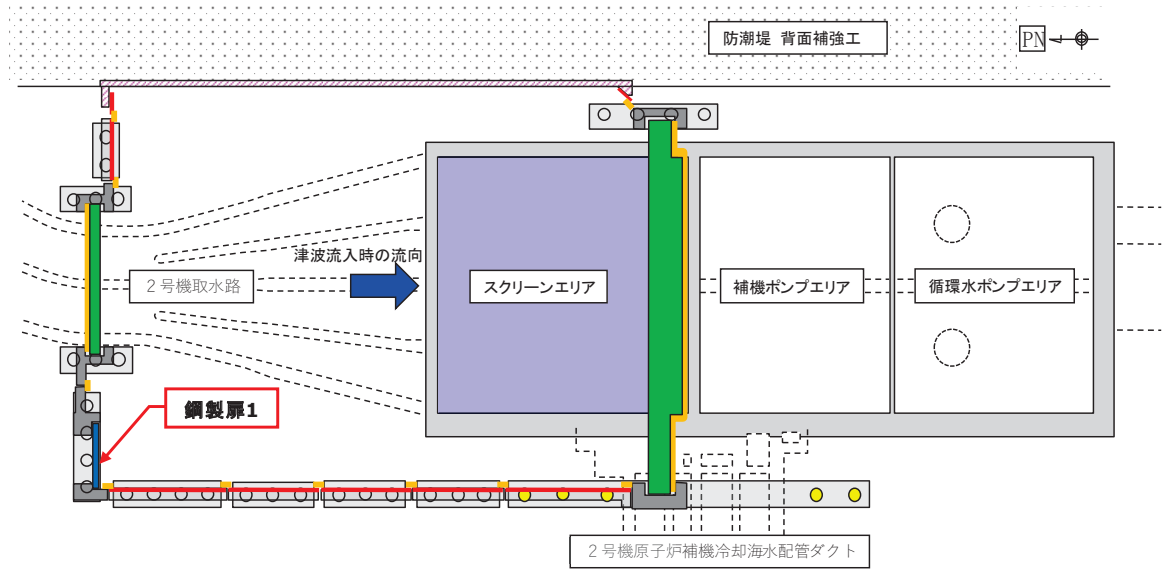 防潮堤 背面補強工
PN
津波流入時の流向
２号機取水路
スクリーンエリア
補機ポンプエリア
循環水ポンプエリア
鋼製扉1
２号機原子炉補機冷却海水配管ダクト